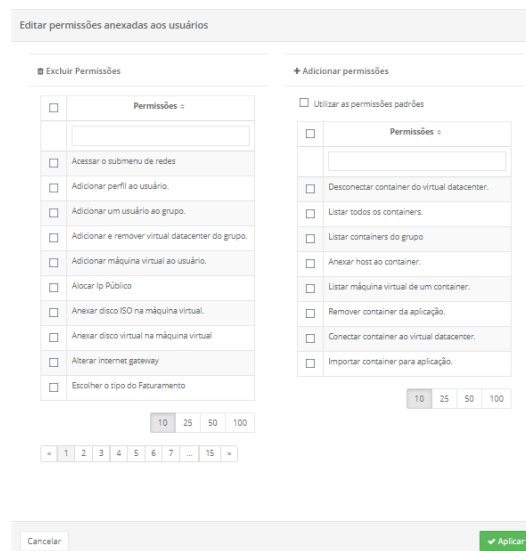 Editar permissões anexadas aos usuários
Excluir Permissões
Permissões
Acessar o submenu de redes
Adicionar perfil ao usuário.
Adicionar um usuário ao grupo.
Adicionar e remover virtual datacenter do grupo.
Adicionar máquina virtual ao usuário.
Alocar Ip Público
Anexar disco ISO na máquina virtual.
Anexar disco virtual na máquina virtual
Alterar internet gateway
Escolher o tipo do Faturamento
10 25 50 100
« 1 2 3 4 5 6 7 ... 15 »
+ Adicionar permissões
Utilizar as permissões padrões
Permissões
Desconectar container do virtual datacenter.
Listar todos os containers.
Listar containers do grupo
Anexar host ao container.
Listar máquina virtual de um container.
Remover container da aplicação.
Conectar container ao virtual datacenter.
Importar container para aplicação.
10 25 50 100
Cancelar
✔ Aplicar